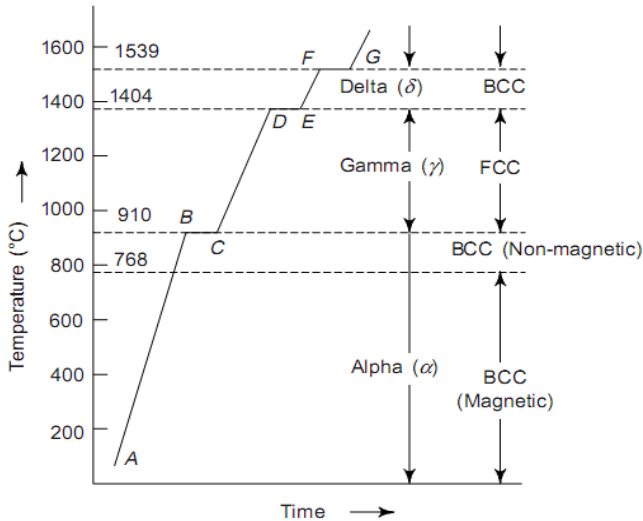 1600
1539
F
G
Delta (δ)
BCC
1400
1404
D
E
1200
Gamma (γ)
FCC
1000
910
B
C
BCC (Non-magnetic)
800
768
600
400
Alpha (α)
BCC
(Magnetic)
200
A
Temperature (°C)
Time